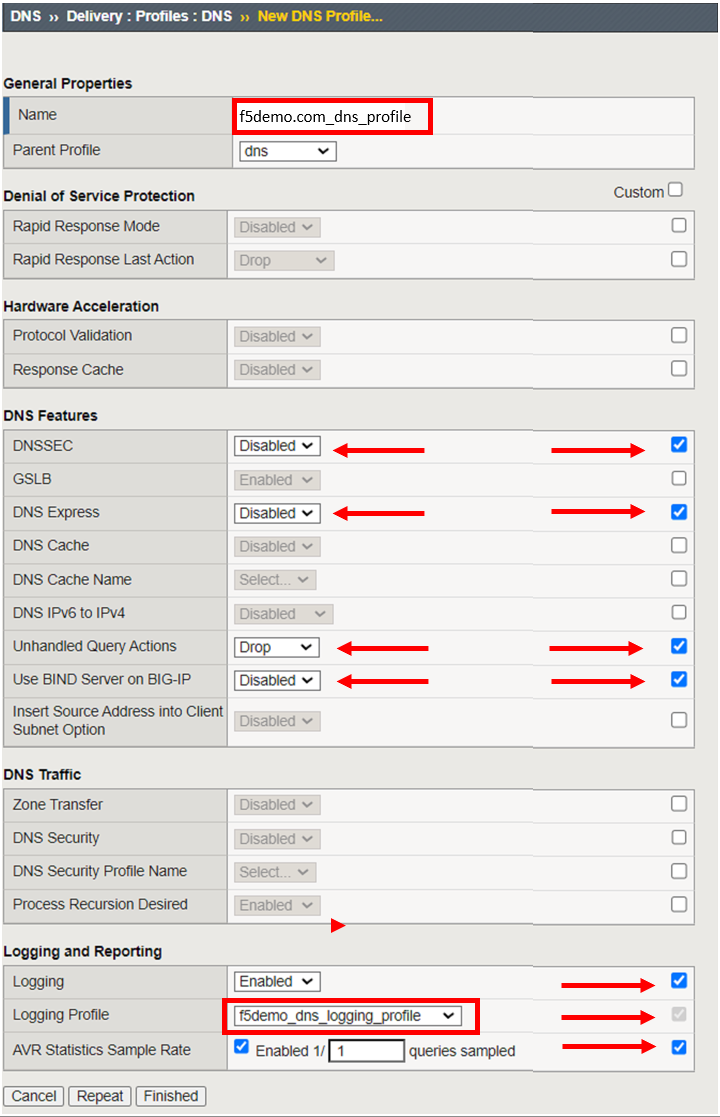 DNS ›› Delivery : Profiles : DNS ›› New DNS Profile...
General Properties
Name f5demo.com_dns_profile
Parent Profile dns
Denial of Service Protection Custom
Rapid Response Mode Disabled
Rapid Response Last Action Drop
Hardware Acceleration
Protocol Validation Disabled
Response Cache Disabled
DNS Features
DNSSEC Disabled
GSLB Enabled
DNS Express Disabled
DNS Cache Disabled
DNS Cache Name Select...
DNS IPv6 to IPv4 Disabled
Unhandled Query Actions Drop
Use BIND Server on BIG-IP Disabled
Insert Source Address into Client
Subnet Option Disabled
DNS Traffic
Zone Transfer Disabled
DNS Security Disabled
DNS Security Profile Name Select...
Process Recursion Desired Enabled
Logging and Reporting
Logging Enabled
Logging Profile f5demo_dns_logging_profile
AVR Statistics Sample Rate Enabled 1/ 1 queries sampled
Cancel Repeat Finished